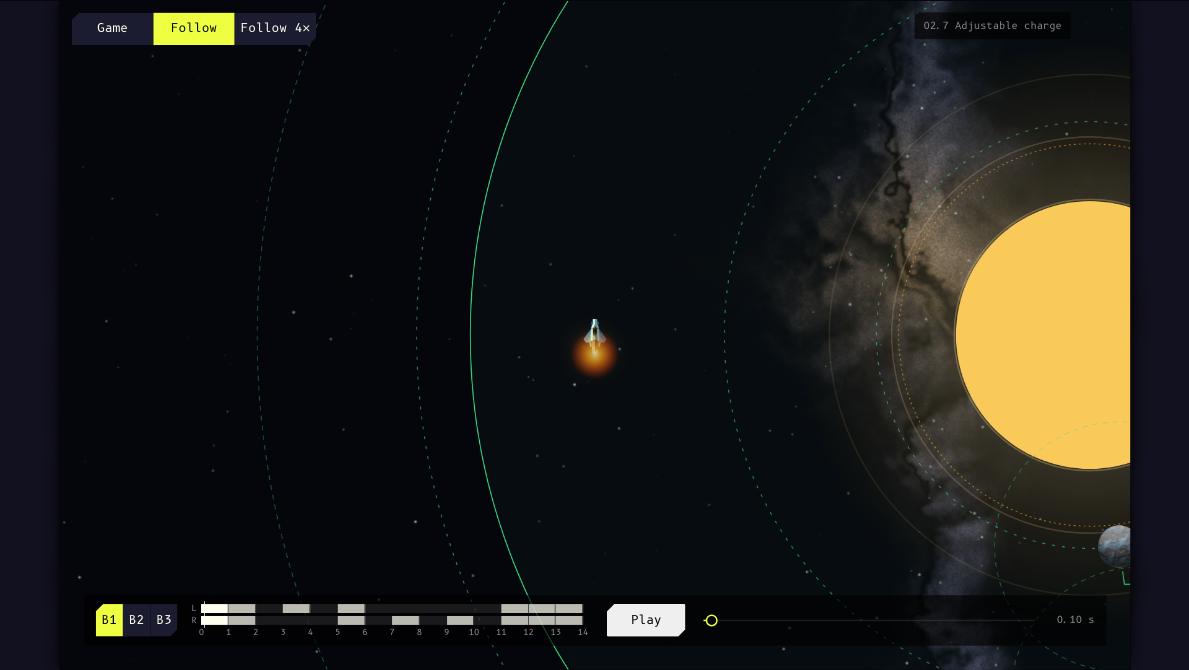 Game Follow Follow 4×
02.7 Adjustable charge
B1 B2 B3
L
R
0 1 2 3 4 5 6 7 8 9 10 11 12 13 14
Play
0.10 s